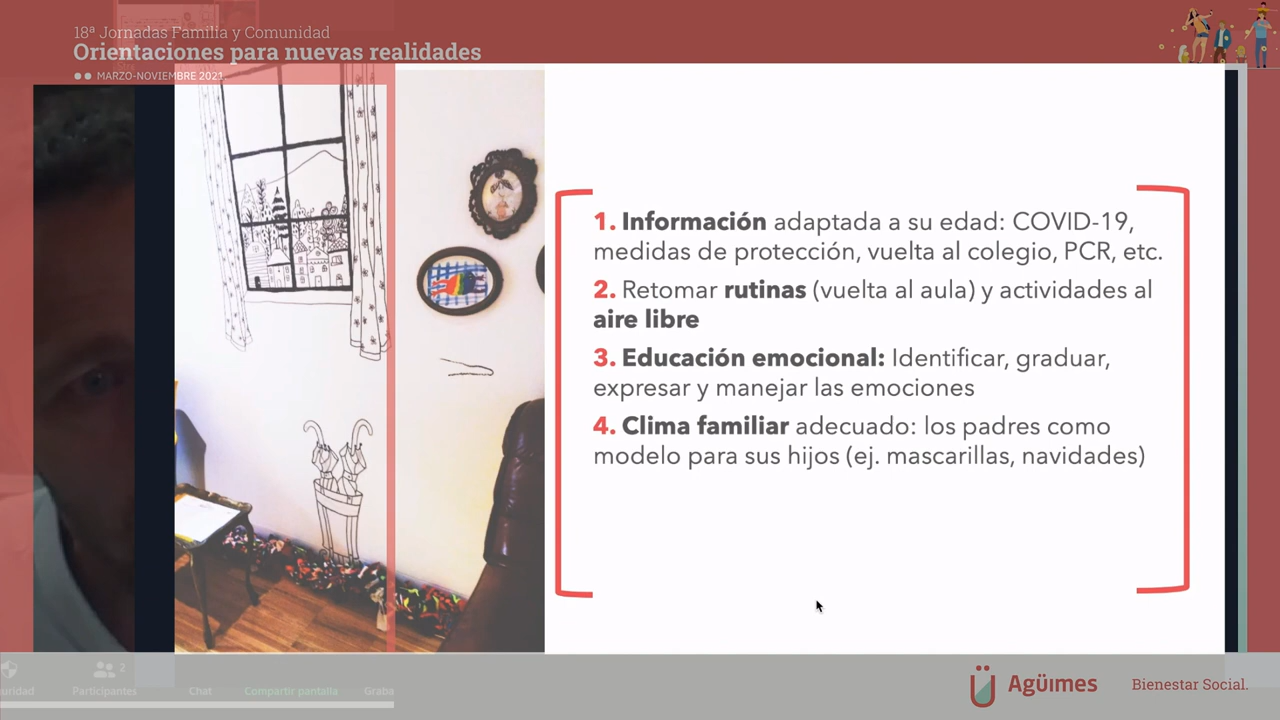 18ª Jornadas Familia y Comunidad
Orientaciones para nuevas realidades
MARZO-NOVIEMBRE 2021
1. Información adaptada a su edad: COVID-19,
medidas de protección, vuelta al colegio, PCR, etc.
2. Retomar rutinas (vuelta al aula) y actividades al
aire libre
3. Educación emocional: Identificar, graduar,
expresar y manejar las emociones
4. Clima familiar adecuado: los padres como
modelo para sus hijos (ej. mascarillas, navidades)
2
uridad Participantes Chat Compartir pantalla Graba
Agüimes Bienestar Social.